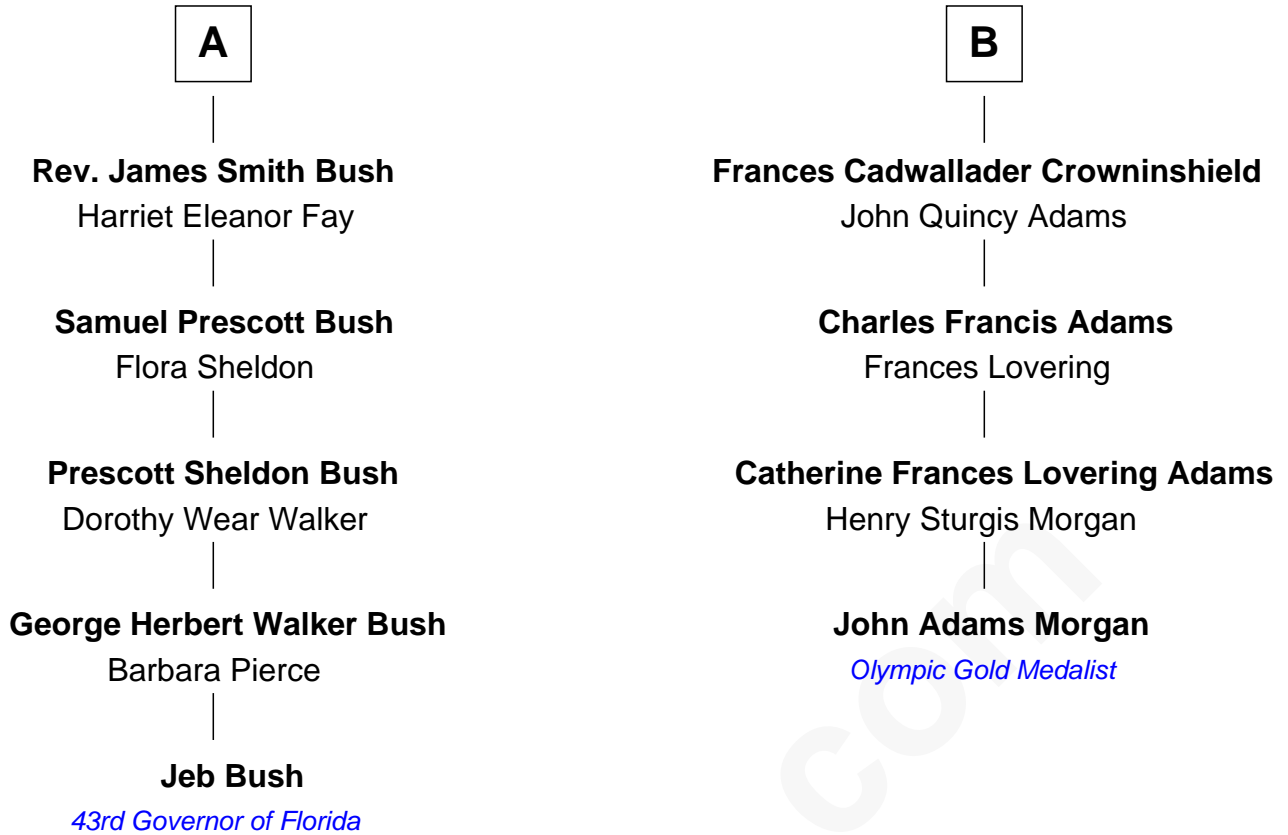 A
Rev. James Smith Bush
Harriet Eleanor Fay
Samuel Prescott Bush
Flora Sheldon
Prescott Sheldon Bush
Dorothy Wear Walker
George Herbert Walker Bush
Barbara Pierce
Jeb Bush
43rd Governor of Florida
B
Frances Cadwallader Crowninshield
John Quincy Adams
Charles Francis Adams
Frances Lovering
Catherine Frances Lovering Adams
Henry Sturgis Morgan
John Adams Morgan
Olympic Gold Medalist
com